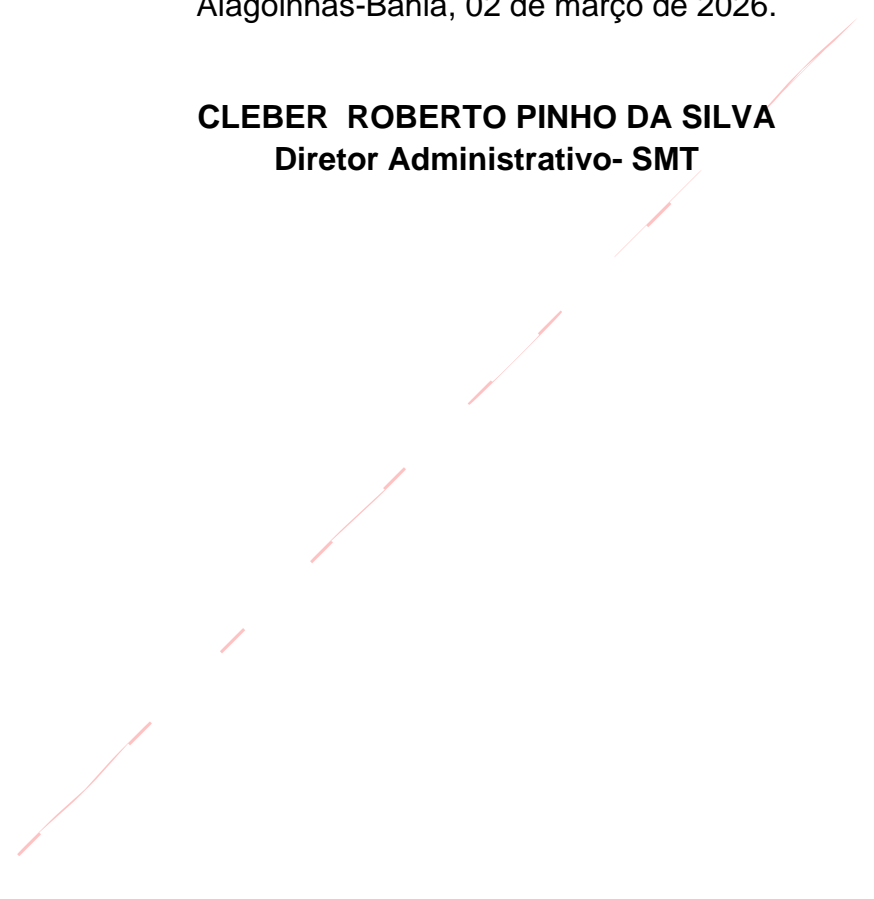 Alagoinhas-Bahia, 02 de março de 2026.
CLEBER ROBERTO PINHO DA SILVA
Diretor Administrativo- SMT